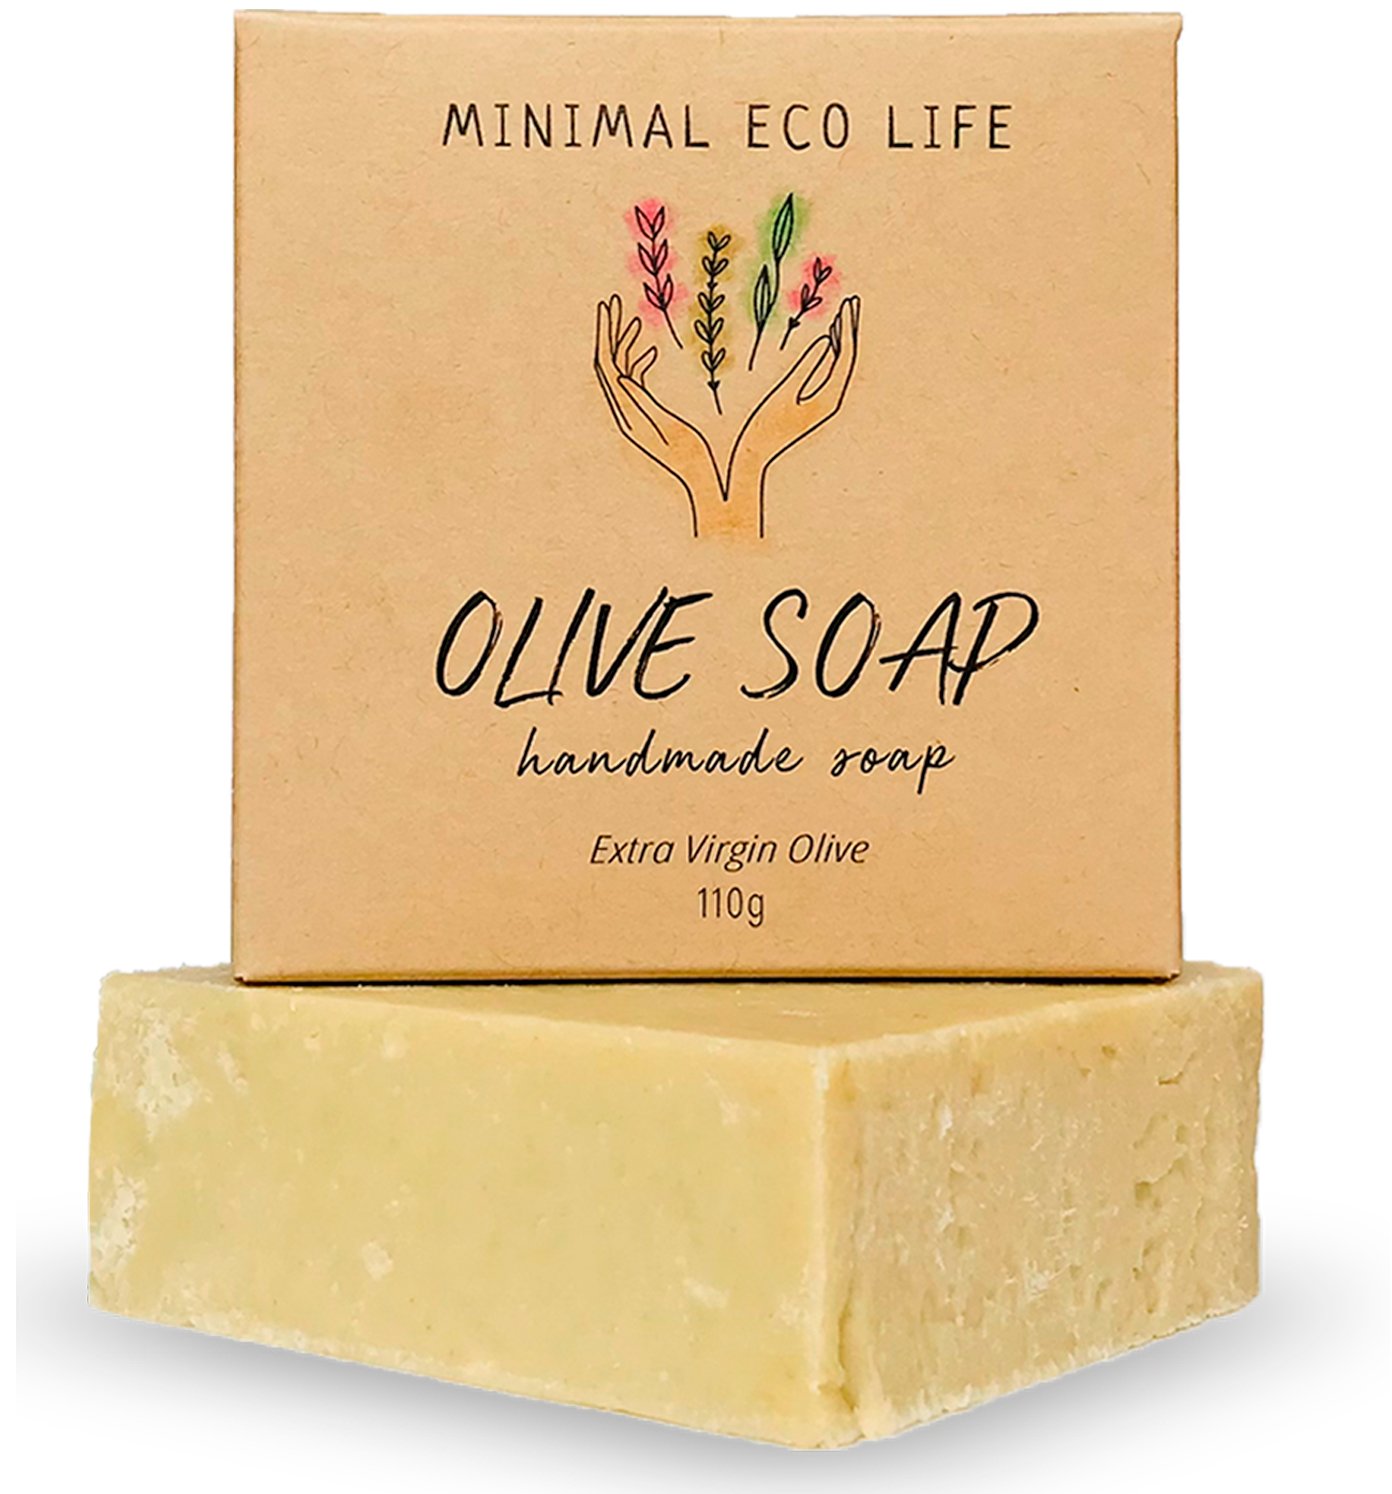 MINIMAL ECO LIFE
OLIVE SOAP
handmade soap
Extra Virgin Olive
110g